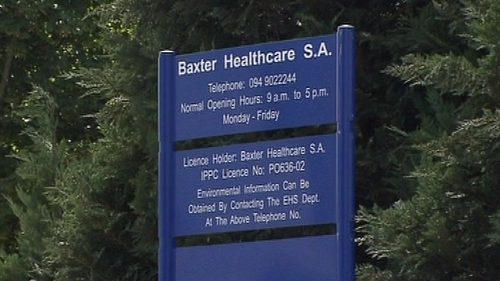 Baxter Healthcare S.A.
Telephone: 094 9022244
Normal Opening Hours: 9 a.m. to 5 p.m.
Monday - Friday
Licence Holder: Baxter Healthcare S.A.
IPPC Licence No: PO636-02
Environmental Information Can Be
Obtained By Contacting The EHS Dept.
At The Above Telephone No.